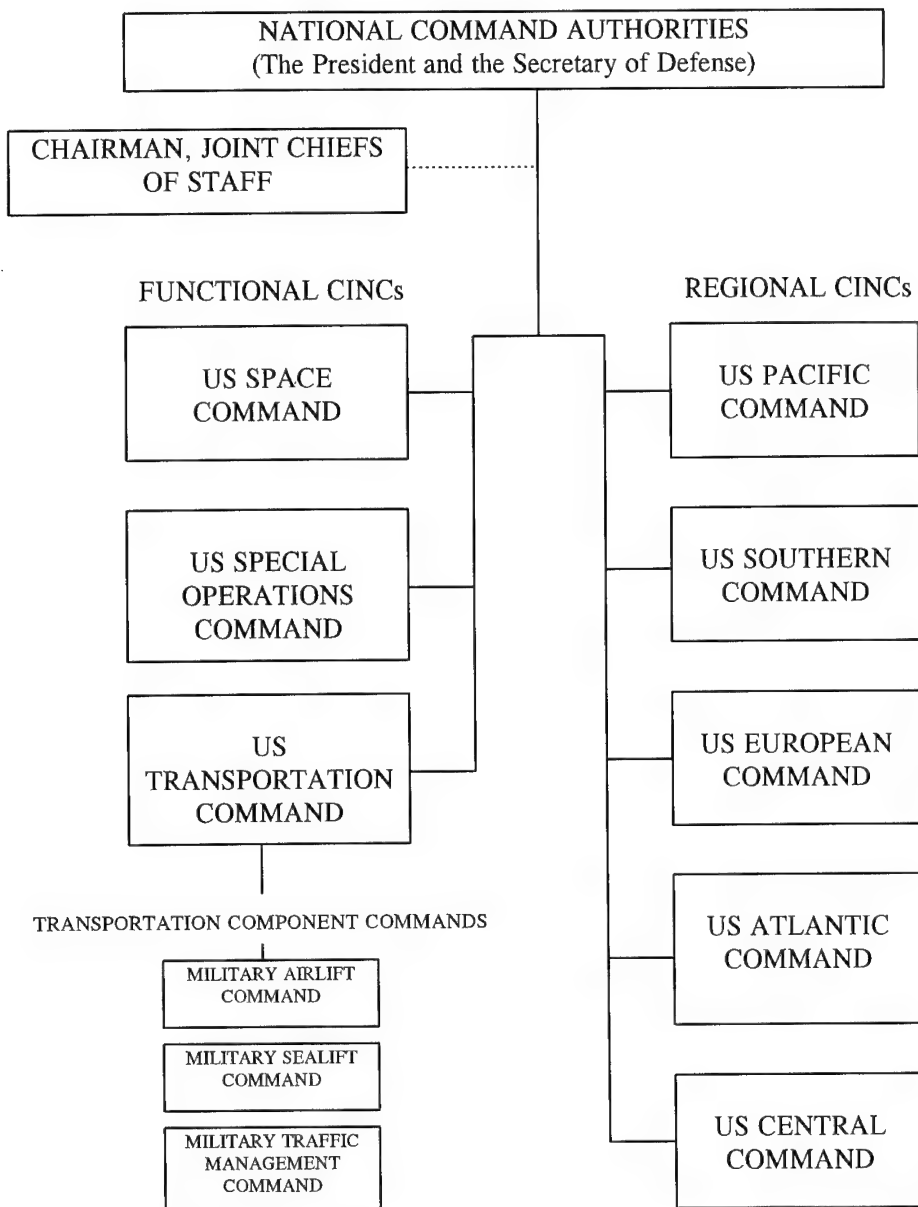 NATIONAL COMMAND AUTHORITIES
(The President and the Secretary of Defense)
CHAIRMAN, JOINT CHIEFS
OF STAFF
FUNCTIONAL CINCs
US SPACE
COMMAND
US SPECIAL
OPERATIONS
COMMAND
US
TRANSPORTATION
COMMAND
TRANSPORTATION COMPONENT COMMANDS
MILITARY AIRLIFT
COMMAND
MILITARY SEALIFT
COMMAND
MILITARY TRAFFIC
MANAGEMENT
COMMAND
REGIONAL CINCs
US PACIFIC
COMMAND
US SOUTHERN
COMMAND
US EUROPEAN
COMMAND
US ATLANTIC
COMMAND
US CENTRAL
COMMAND